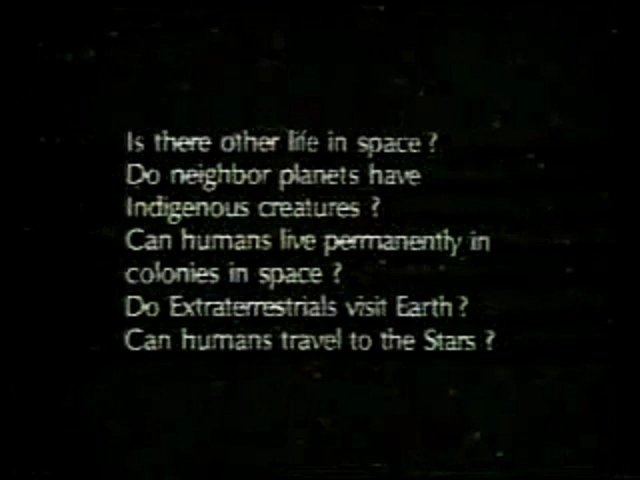 Is there other life in space ?
Do neighbor planets have
Indigenous creatures ?
Can humans live permanently in
colonies in space ?
Do Extraterrestrials visit Earth ?
Can humans travel to the Stars ?